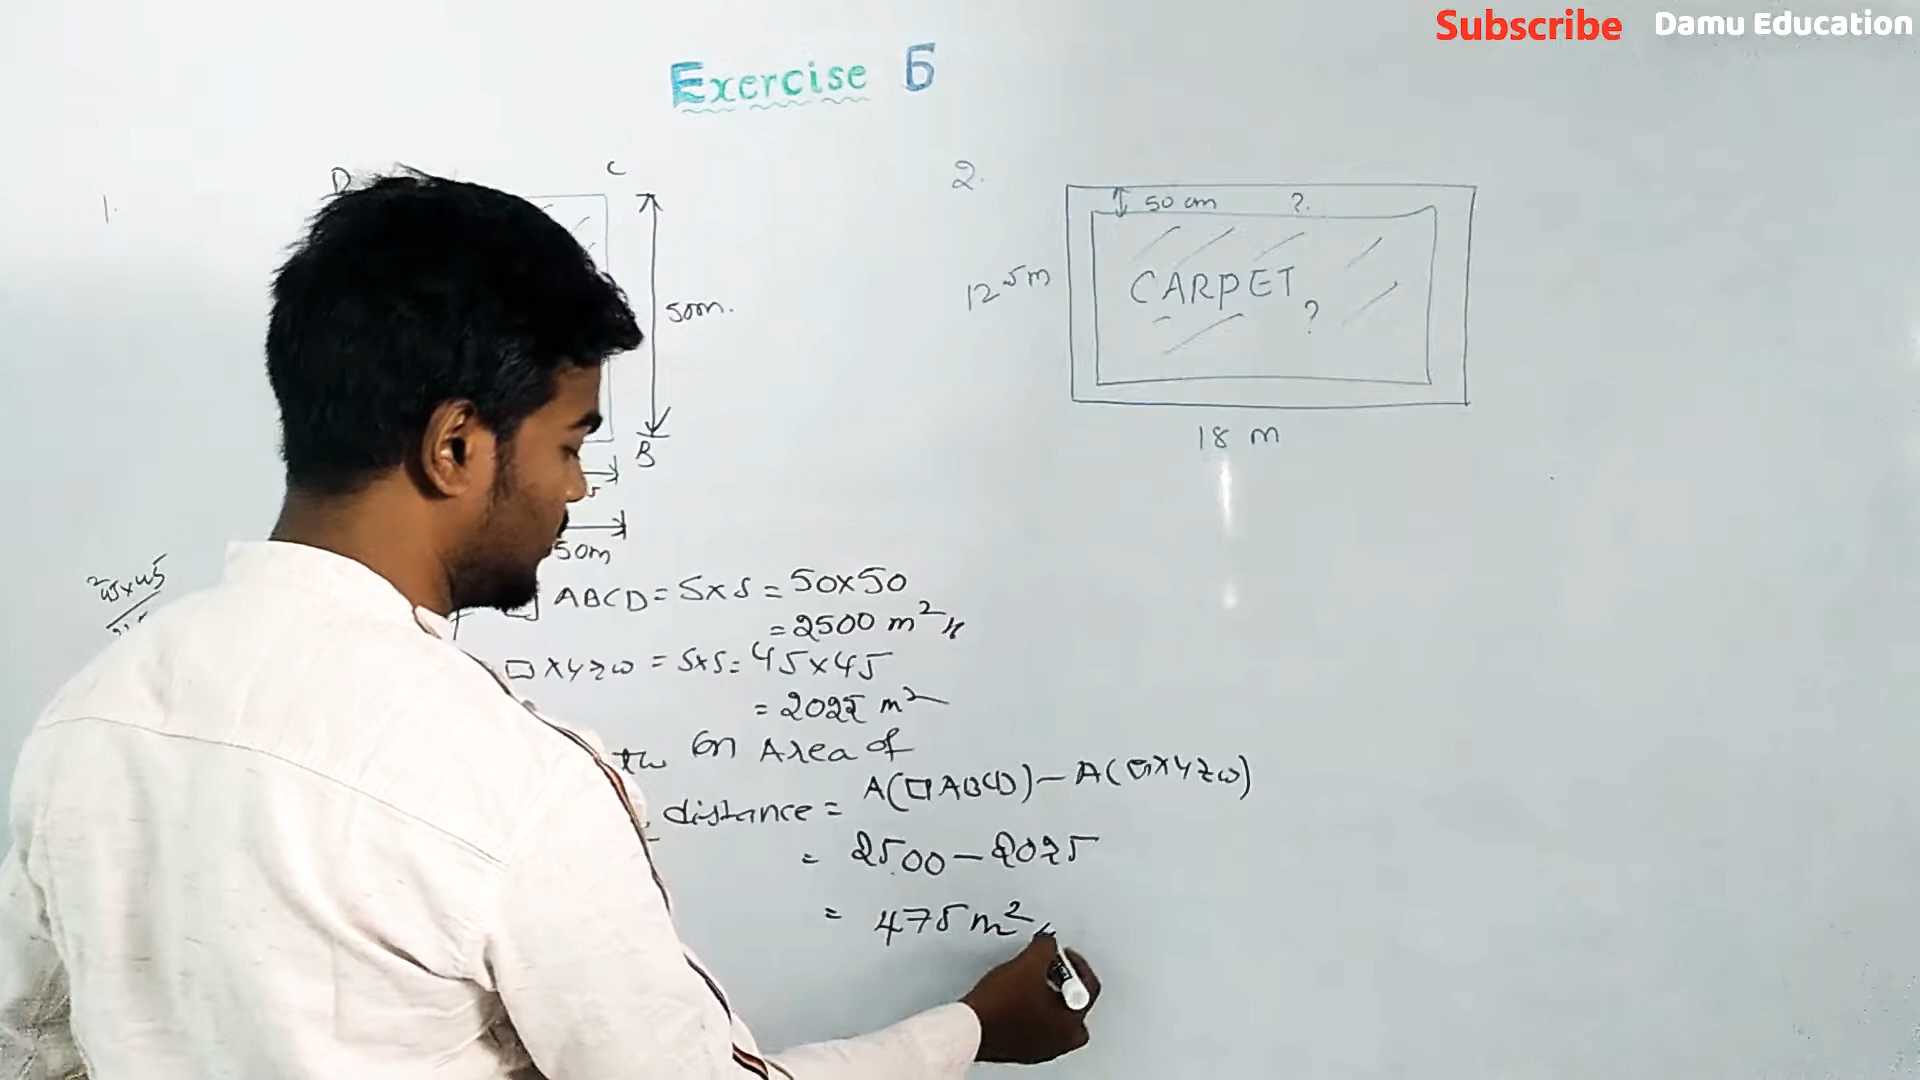 Subscribe Damu Education
Exercise 6
1.
D
C
50m.
B
50m
45x45
ABCD = S×S = 50×50
= 2500 m²
□ XYZW = S×S = 45×45
= 2025 m²
Area of
distance = A(□ABCD) - A(□XYZW)
= 2500 - 2025
= 475 m²
2.
50 cm ?
12 5m
CARPET
?
18 m